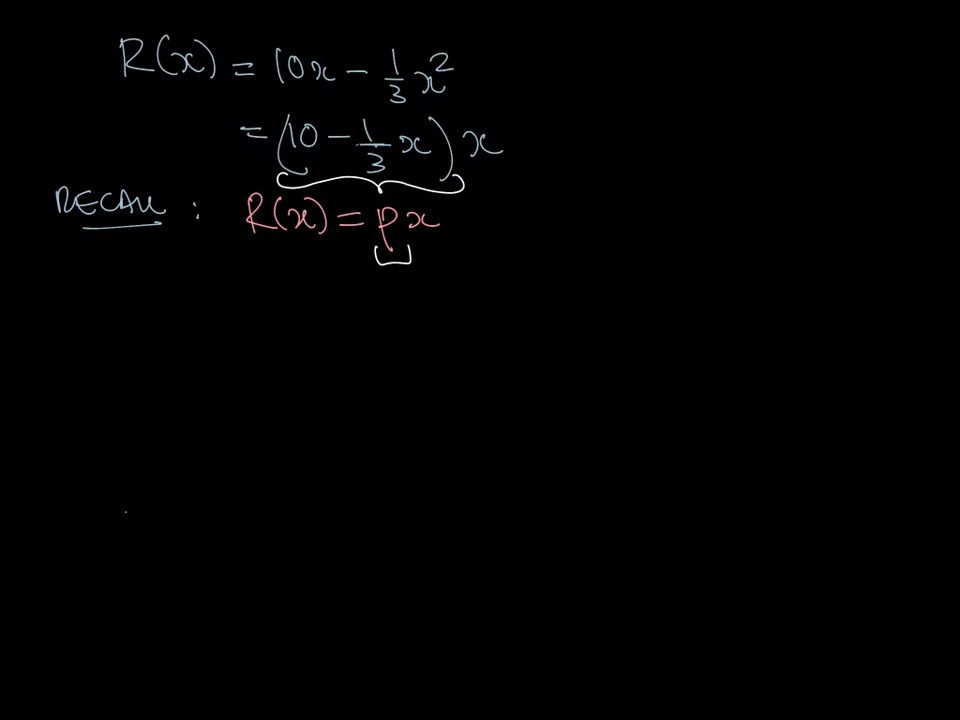 R(x) = 10x - 1/3 x²
= (10 - 1/3 x) x
RECALL : R(x) = px